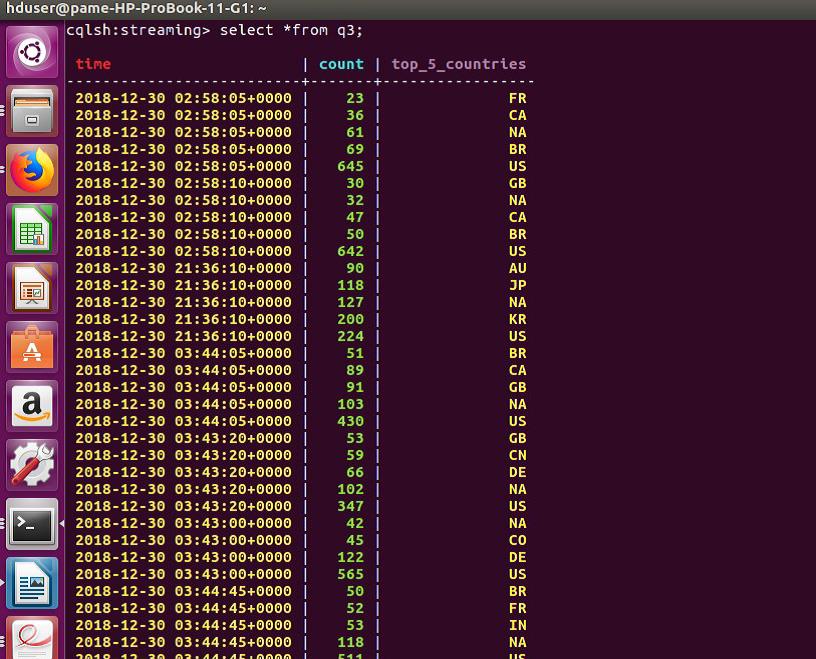 hduser@pame-HP-ProBook-11-G1: ~
cqlsh:streaming> select *from q3;
time | count | top_5_countries
--------------------------+-------+-----------------
2018-12-30 02:58:05+0000 | 23 | FR
2018-12-30 02:58:05+0000 | 36 | CA
2018-12-30 02:58:05+0000 | 61 | NA
2018-12-30 02:58:05+0000 | 69 | BR
2018-12-30 02:58:05+0000 | 645 | US
2018-12-30 02:58:10+0000 | 30 | GB
2018-12-30 02:58:10+0000 | 32 | NA
2018-12-30 02:58:10+0000 | 47 | CA
2018-12-30 02:58:10+0000 | 50 | BR
2018-12-30 02:58:10+0000 | 642 | US
2018-12-30 21:36:10+0000 | 90 | AU
2018-12-30 21:36:10+0000 | 118 | JP
2018-12-30 21:36:10+0000 | 127 | NA
2018-12-30 21:36:10+0000 | 200 | KR
2018-12-30 21:36:10+0000 | 224 | US
2018-12-30 03:44:05+0000 | 51 | BR
2018-12-30 03:44:05+0000 | 89 | CA
2018-12-30 03:44:05+0000 | 91 | GB
2018-12-30 03:44:05+0000 | 103 | NA
2018-12-30 03:44:05+0000 | 430 | US
2018-12-30 03:43:20+0000 | 53 | GB
2018-12-30 03:43:20+0000 | 59 | CN
2018-12-30 03:43:20+0000 | 66 | DE
2018-12-30 03:43:20+0000 | 102 | NA
2018-12-30 03:43:20+0000 | 347 | US
2018-12-30 03:43:00+0000 | 42 | NA
2018-12-30 03:43:00+0000 | 45 | CO
2018-12-30 03:43:00+0000 | 122 | DE
2018-12-30 03:43:00+0000 | 565 | US
2018-12-30 03:44:45+0000 | 50 | BR
2018-12-30 03:44:45+0000 | 52 | FR
2018-12-30 03:44:45+0000 | 53 | IN
2018-12-30 03:44:45+0000 | 118 | NA
2018-12-30 03:44:45+0000 | 511 | US